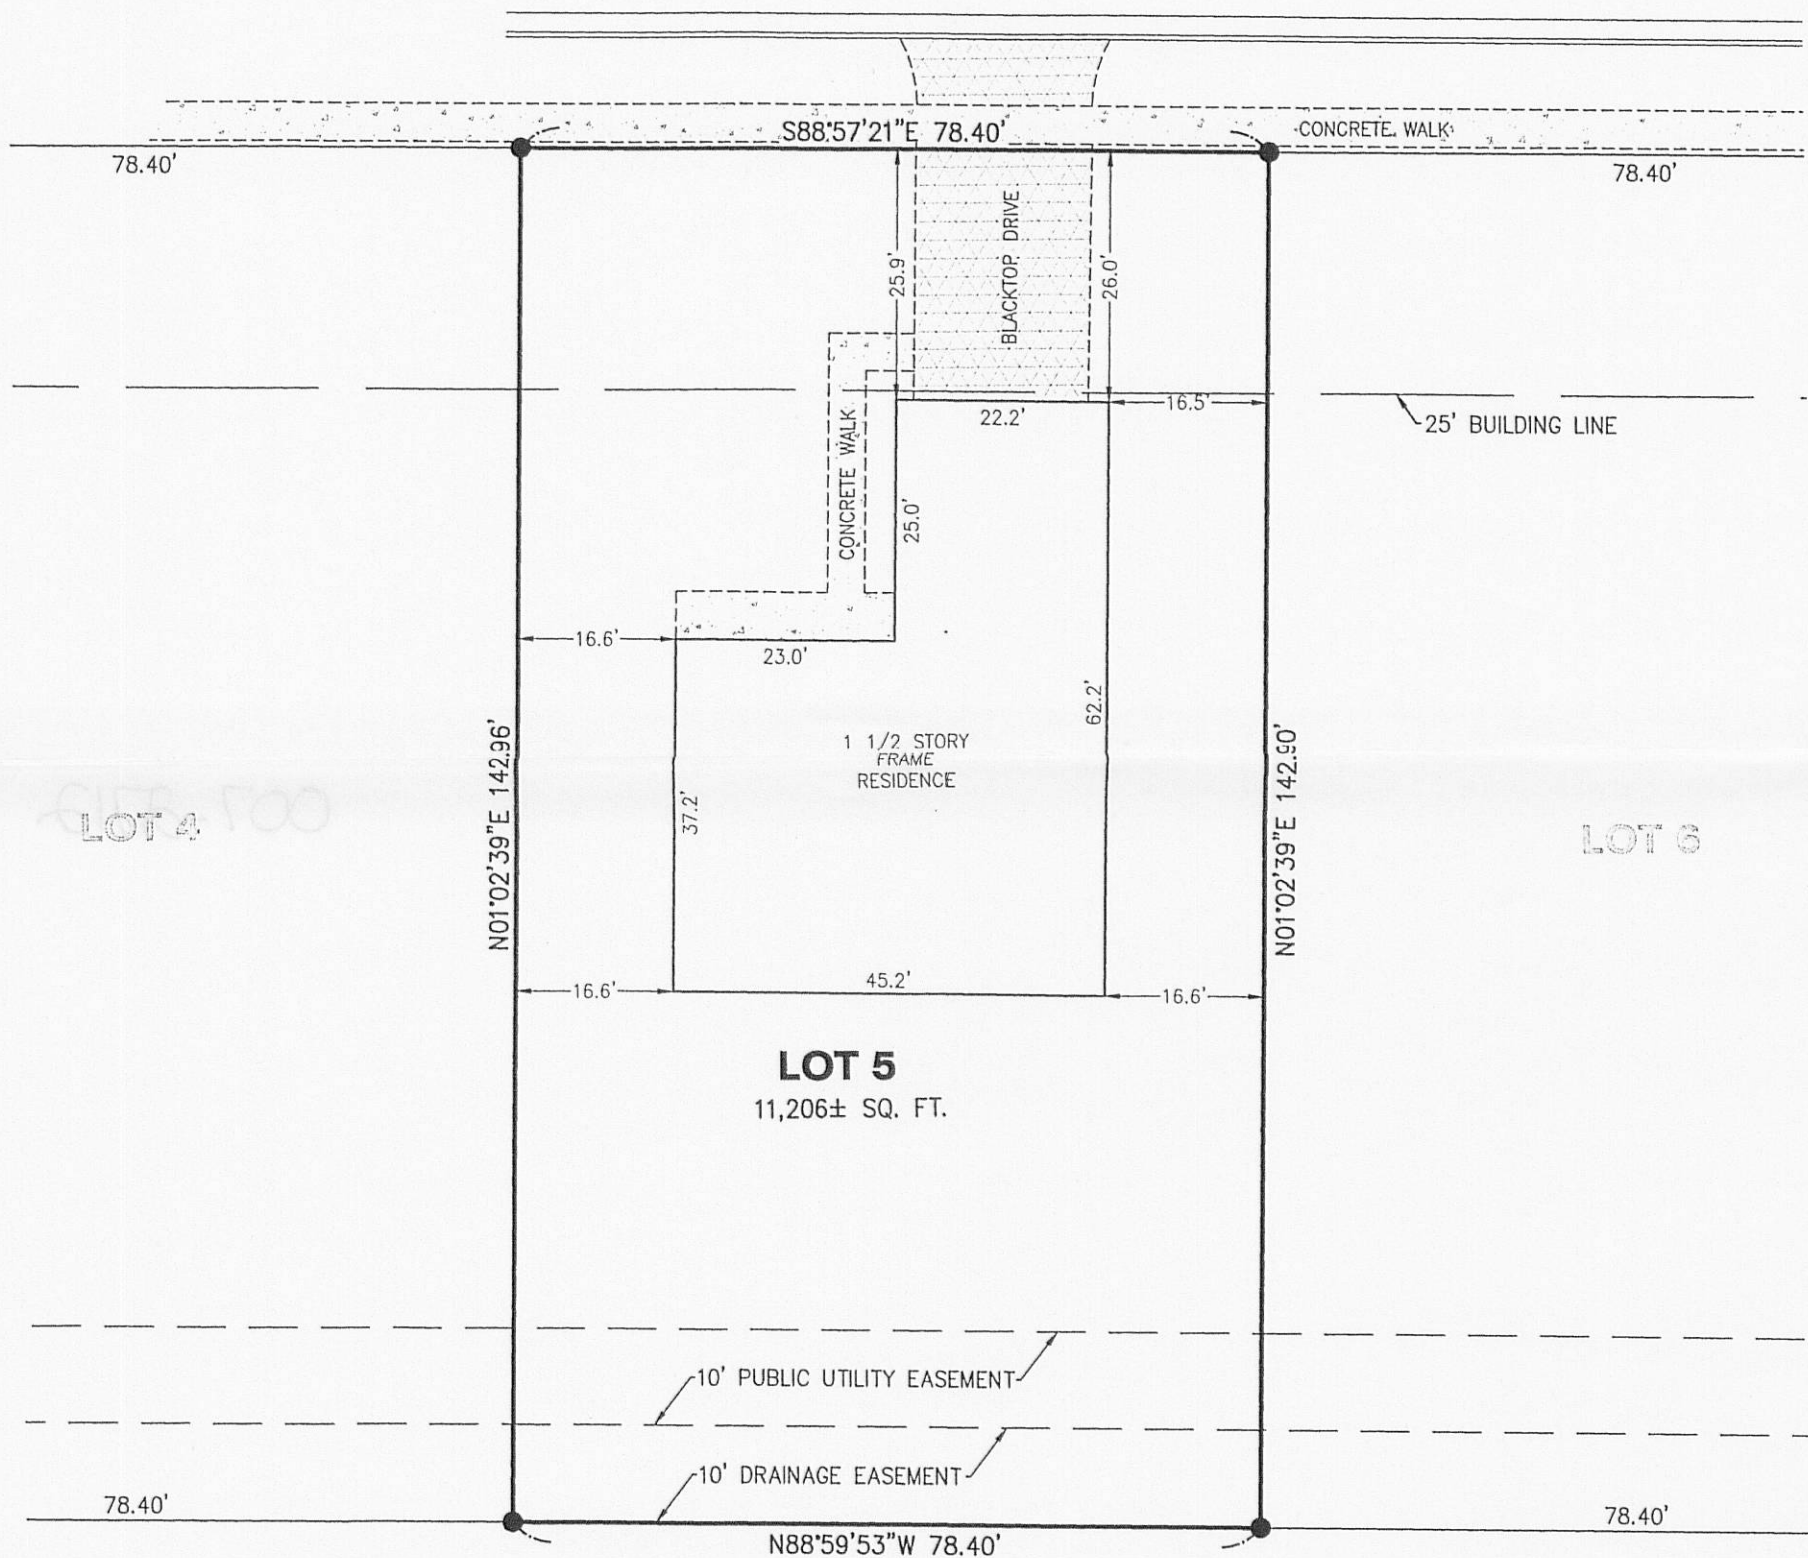 S88°57'21"E 78.40'
CONCRETE WALK
78.40'
78.40'
25.9'
BLACKTOP DRIVE
26.0'
22.2'
16.5'
25' BUILDING LINE
CONCRETE WALK
25.0'
16.6'
23.0'
62.2'
1 1/2 STORY
FRAME
RESIDENCE
37.2'
N01°02'39"E 142.96'
N01°02'39"E 142.90'
LOT 4
LOT 6
16.6'
45.2'
16.6'
LOT 5
11,206± SQ. FT.
10' PUBLIC UTILITY EASEMENT
10' DRAINAGE EASEMENT
78.40'
78.40'
N88°59'53"W 78.40'